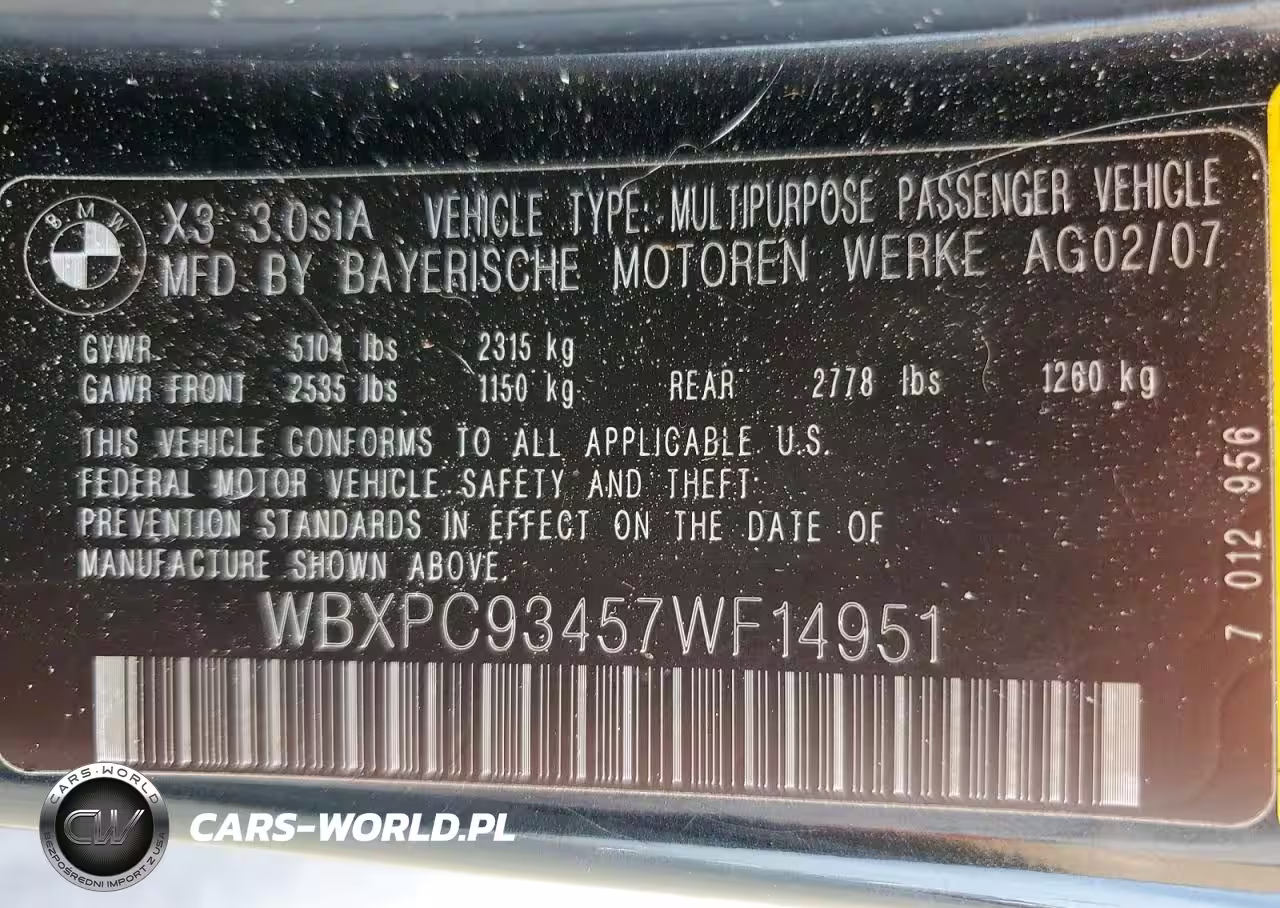 BMW
X3 3.0siA VEHICLE TYPE: MULTIPURPOSE PASSENGER VEHICLE
MFD BY BAYERISCHE MOTOREN WERKE AG02/07
GVWR 5104 lbs 2315 kg
GAWR FRONT 2535 lbs 1150 kg REAR 2778 lbs 1260 kg
THIS VEHICLE CONFORMS TO ALL APPLICABLE U.S.
FEDERAL MOTOR VEHICLE SAFETY AND THEFT
PREVENTION STANDARDS IN EFFECT ON THE DATE OF
MANUFACTURE SHOWN ABOVE.
WBXPC93457WF14951
7 012 956
CARS-WORLD
CW
BEZPOŚREDNI IMPORT Z USA
CARS-WORLD.PL